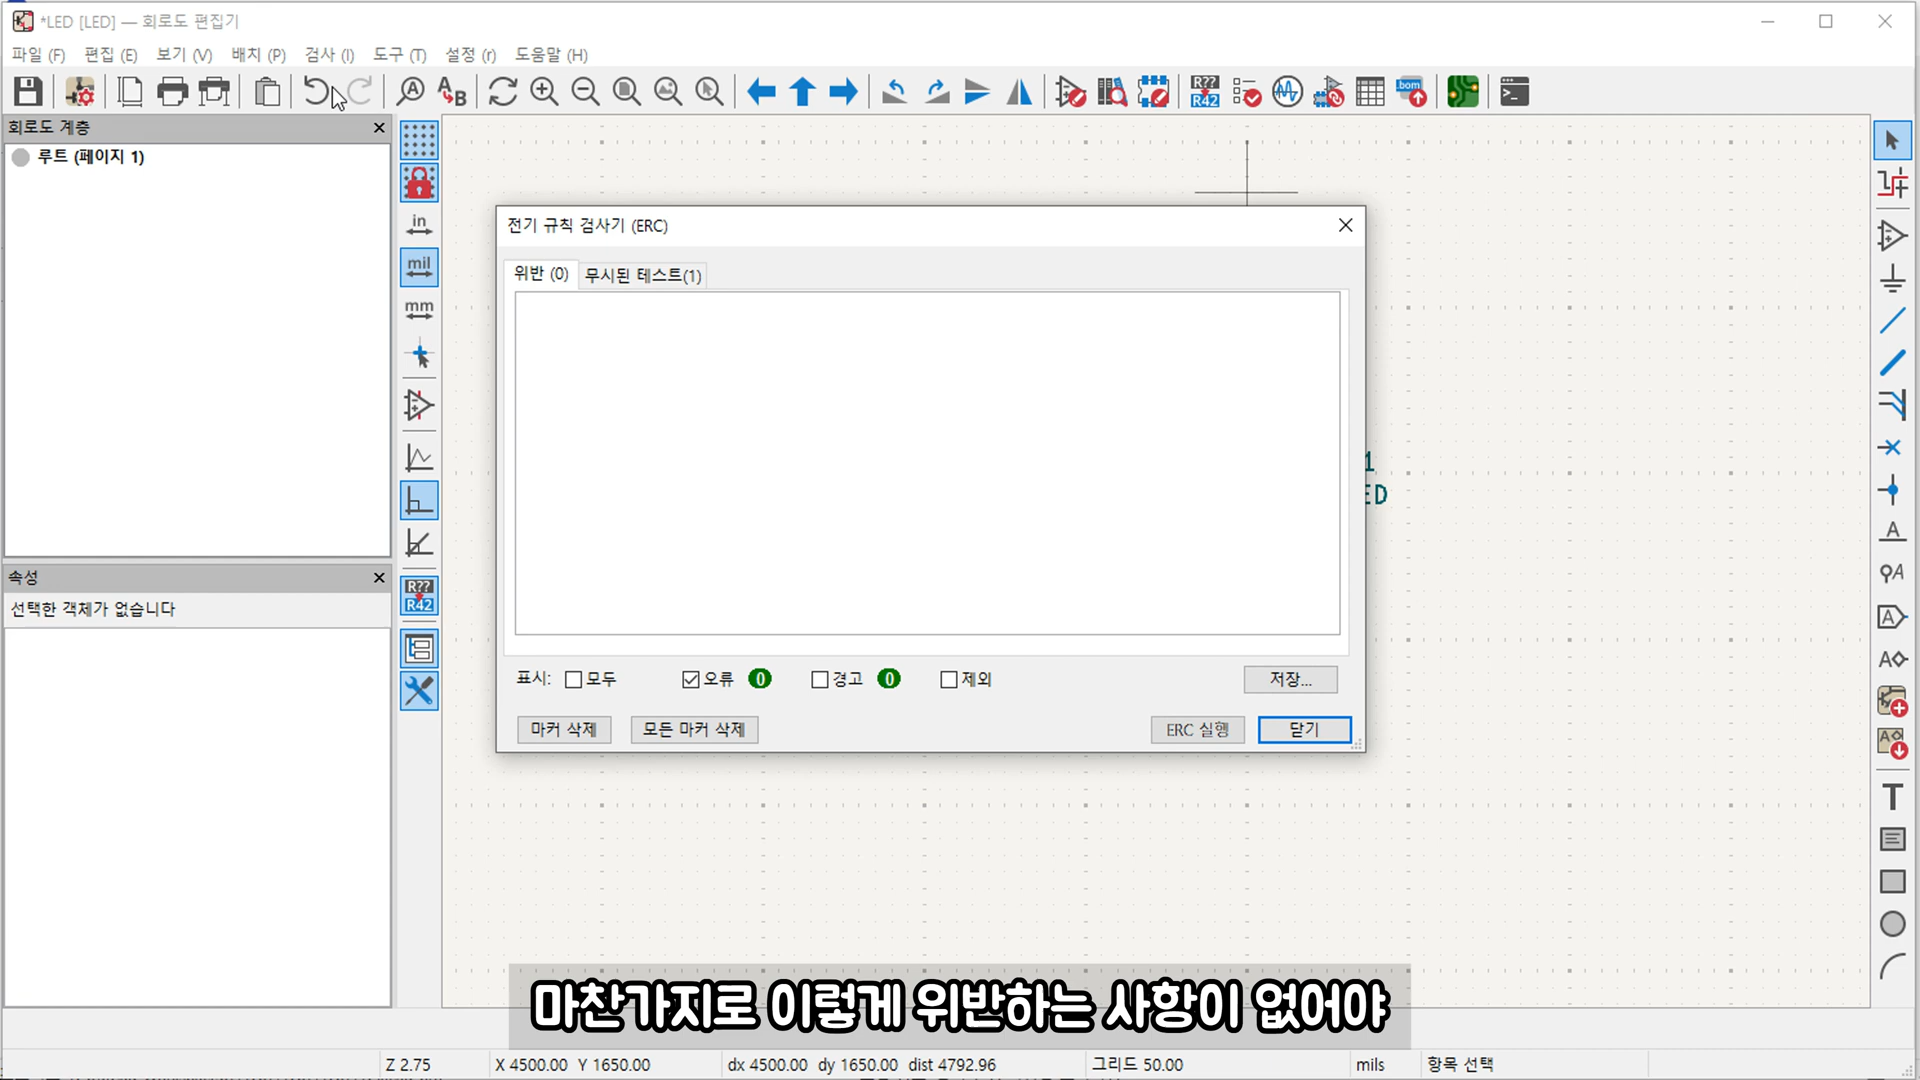 *LED [LED] — 회로도 편집기
파일 (F) 편집 (E) 보기 (V) 배치 (P) 검사 (I) 도구 (T) 설정 (r) 도움말 (H)
회로도 계층
루트 (페이지 1)
in
mil
mm
R??
R42
속성
선택한 객체가 없습니다
전기 규칙 검사기 (ERC)
위반 (0) 무시된 테스트(1)
표시: 모두 오류 0 경고 0 제외 저장...
마커 삭제 모든 마커 삭제 ERC 실행 닫기
1
ED
마찬가지로 이렇게 위반하는 사항이 없어야
Z 2.75 X 4500.00 Y 1650.00 dx 4500.00 dy 1650.00 dist 4792.96 그리드 50.00 mils 항목 선택